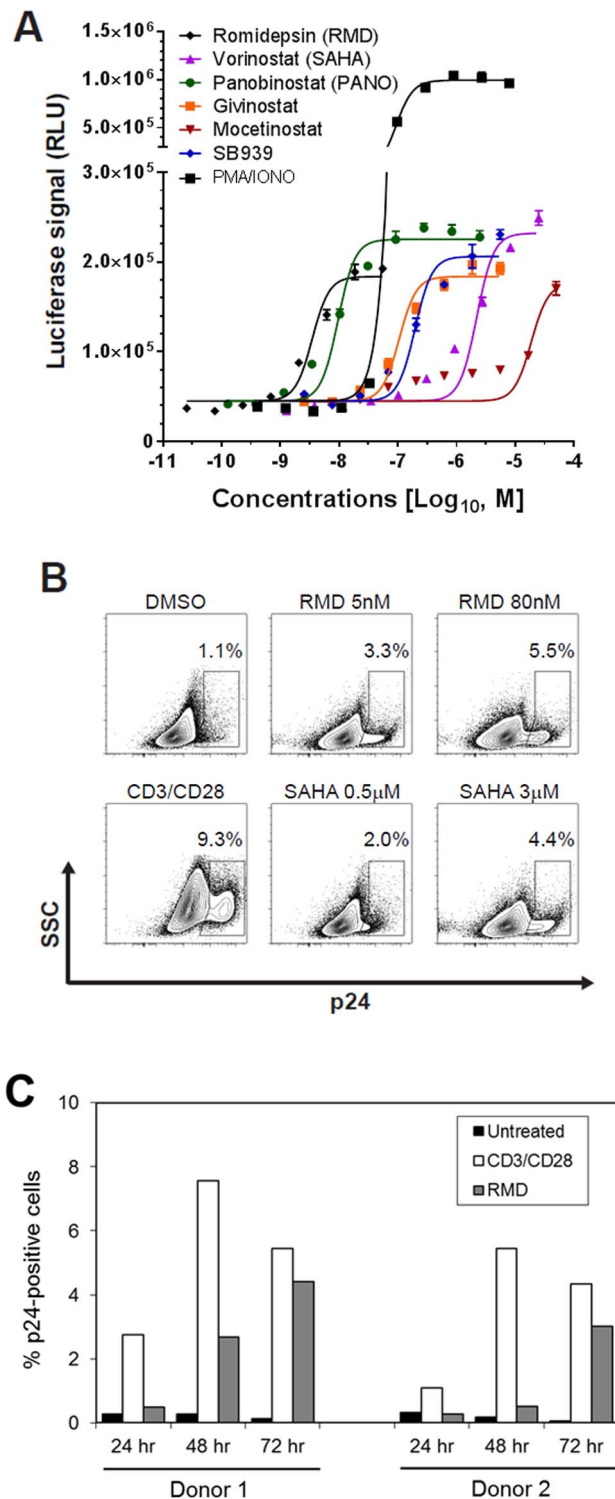 A
Romidepsin (RMD)
Vorinostat (SAHA)
Panobinostat (PANO)
Givinostat
Mocetinostat
SB939
PMA/IONO
Luciferase signal (RLU)
1.5×10⁶
1.0×10⁶
5.0×10⁵
3.0×10⁵
2.0×10⁵
1.0×10⁵
0
-11 -10 -9 -8 -7 -6 -5 -4
Concentrations [Log₁₀, M]
B
DMSO RMD 5nM RMD 80nM
1.1% 3.3% 5.5%
CD3/CD28 SAHA 0.5µM SAHA 3µM
9.3% 2.0% 4.4%
SSC
p24
C
% p24-positive cells
10
8
6
4
2
0
Untreated
CD3/CD28
RMD
24 hr 48 hr 72 hr 24 hr 48 hr 72 hr
Donor 1 Donor 2